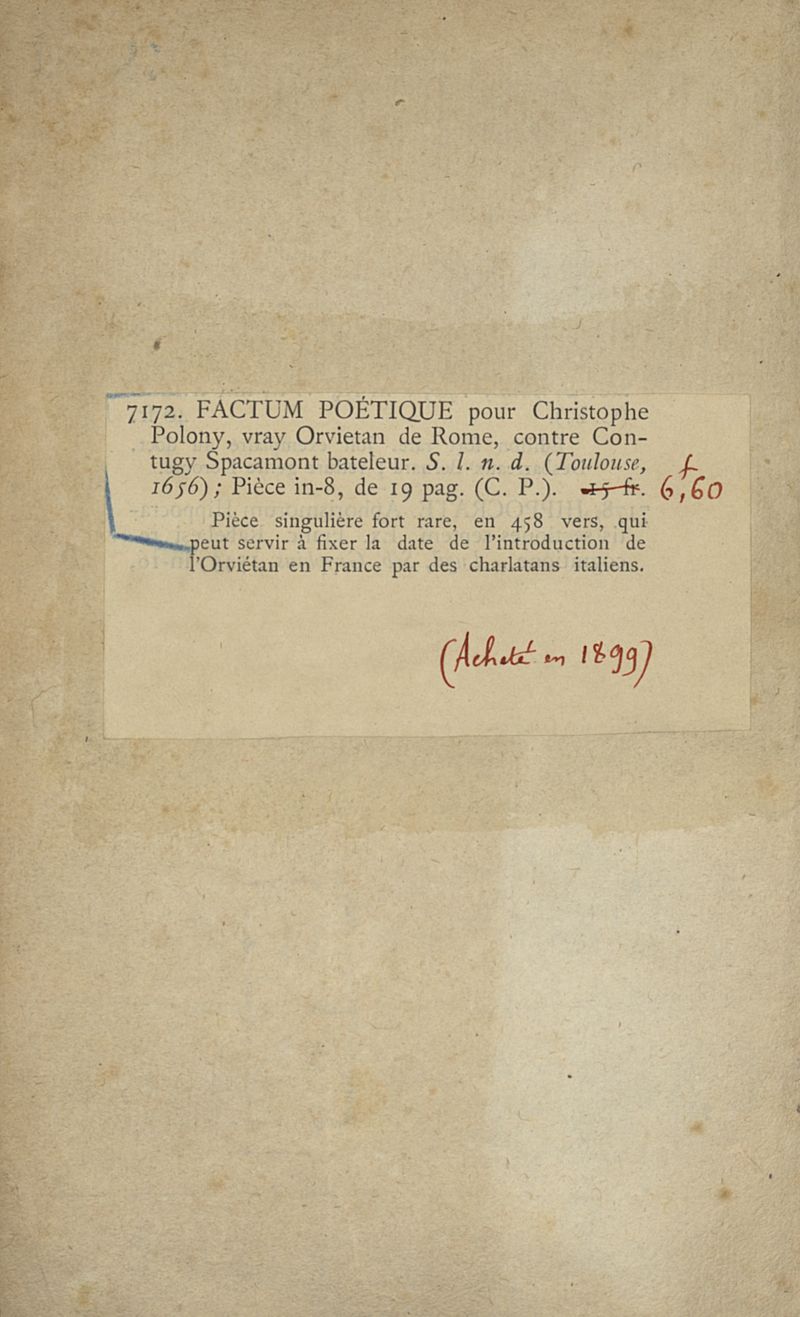 7172. FACTUM POÉTIQUE pour Christophe
Polony, vray Orvietan de Rome, contre Con-
tugy Spacamont bateleur. S. l. n. d. (Toulouse,
1656); Pièce in-8, de 19 pag. (C. P.). 15 fr. f. 6,60
Pièce singulière fort rare, en 458 vers, qui
peut servir à fixer la date de l'introduction de
l'Orviétan en France par des charlatans italiens.
(Acheté en 1899)